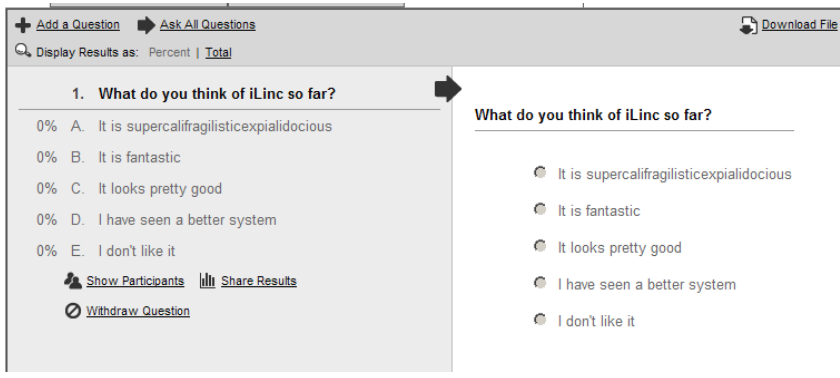 Add a Question Ask All Questions Download File
Display Results as: Percent | Total
1. What do you think of iLinc so far?
0% A. It is supercalifragilisticexpialidocious
0% B. It is fantastic
0% C. It looks pretty good
0% D. I have seen a better system
0% E. I don't like it
Show Participants Share Results
Withdraw Question
What do you think of iLinc so far?
It is supercalifragilisticexpialidocious
It is fantastic
It looks pretty good
I have seen a better system
I don't like it